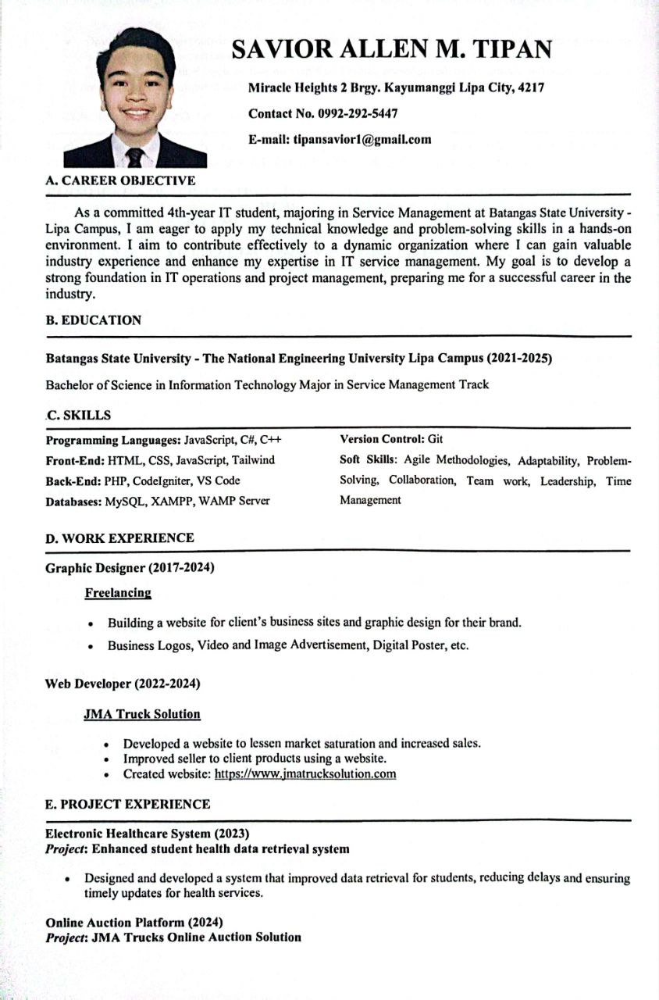 SAVIOR ALLEN M. TIPAN
Miracle Heights 2 Brgy. Kayumanggi Lipa City, 4217
Contact No. 0992-292-5447
E-mail: tipansavior1@gmail.com
A. CAREER OBJECTIVE
As a committed 4th-year IT student, majoring in Service Management at Batangas State University -
Lipa Campus, I am eager to apply my technical knowledge and problem-solving skills in a hands-on
environment. I aim to contribute effectively to a dynamic organization where I can gain valuable
industry experience and enhance my expertise in IT service management. My goal is to develop a
strong foundation in IT operations and project management, preparing me for a successful career in the
industry.
B. EDUCATION
Batangas State University - The National Engineering University Lipa Campus (2021-2025)
Bachelor of Science in Information Technology Major in Service Management Track
C. SKILLS
Programming Languages: JavaScript, C#, C++
Front-End: HTML, CSS, JavaScript, Tailwind
Back-End: PHP, CodeIgniter, VS Code
Databases: MySQL, XAMPP, WAMP Server
Version Control: Git
Soft Skills: Agile Methodologies, Adaptability, Problem-
Solving, Collaboration, Team work, Leadership, Time
Management
D. WORK EXPERIENCE
Graphic Designer (2017-2024)
Freelancing
• Building a website for client's business sites and graphic design for their brand.
• Business Logos, Video and Image Advertisement, Digital Poster, etc.
Web Developer (2022-2024)
JMA Truck Solution
• Developed a website to lessen market saturation and increased sales.
• Improved seller to client products using a website.
• Created website: https://www.jmatrucksolution.com
E. PROJECT EXPERIENCE
Electronic Healthcare System (2023)
Project: Enhanced student health data retrieval system
• Designed and developed a system that improved data retrieval for students, reducing delays and ensuring
timely updates for health services.
Online Auction Platform (2024)
Project: JMA Trucks Online Auction Solution